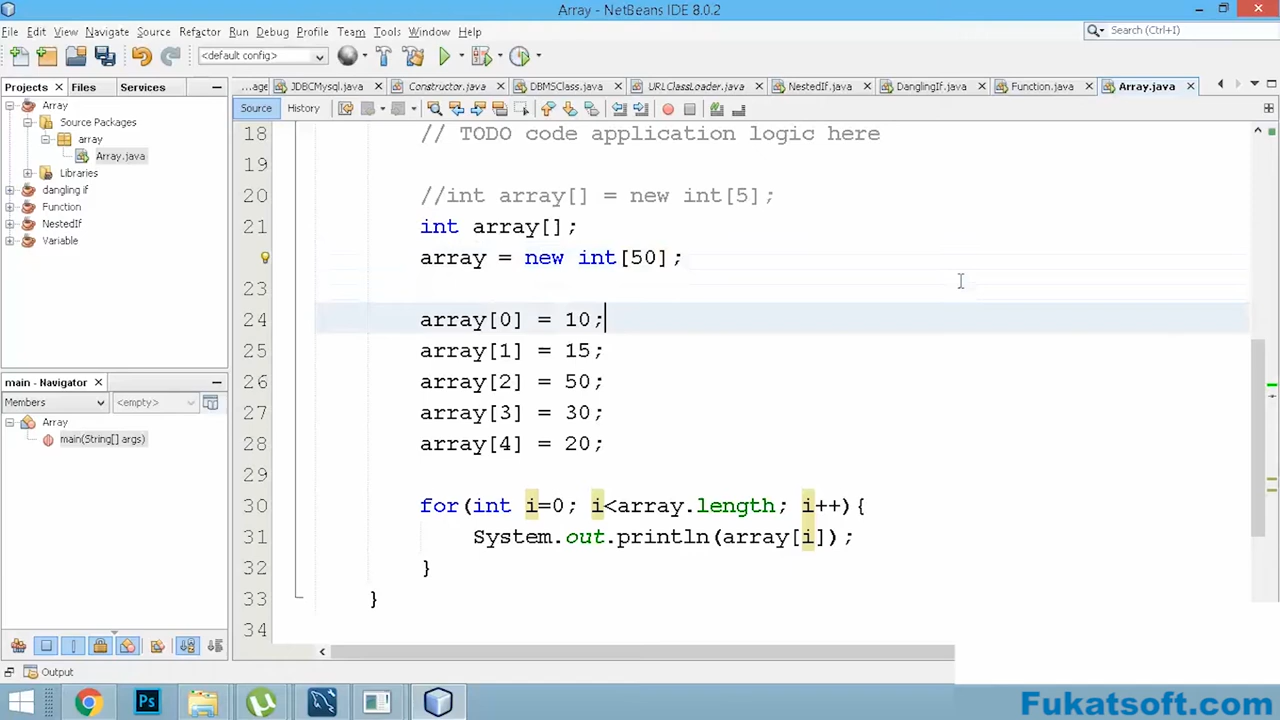 Array - NetBeans IDE 8.0.2
File Edit View Navigate Source Refactor Run Debug Profile Team Tools Window Help
Search (Ctrl+I)
<default config>
Projects Files Services
...age JDBCMysql.java Constructor.java DBMSClass.java URLClassLoader.java NestedIf.java DanglingIf.java Function.java Array.java
Source History
Array
Source Packages
array
Array.java
Libraries
dangling if
Function
NestedIf
Variable
main - Navigator
Members <empty>
Array
main(String[] args)
18 // TODO code application logic here
19
20 //int array[] = new int[5];
21 int array[];
array = new int[50];
23
24 array[0] = 10;
25 array[1] = 15;
26 array[2] = 50;
27 array[3] = 30;
28 array[4] = 20;
29
30 for(int i=0; i<array.length; i++){
31 System.out.println(array[i]);
32 }
33 }
34
Output
Ps
Fukatsoft.com